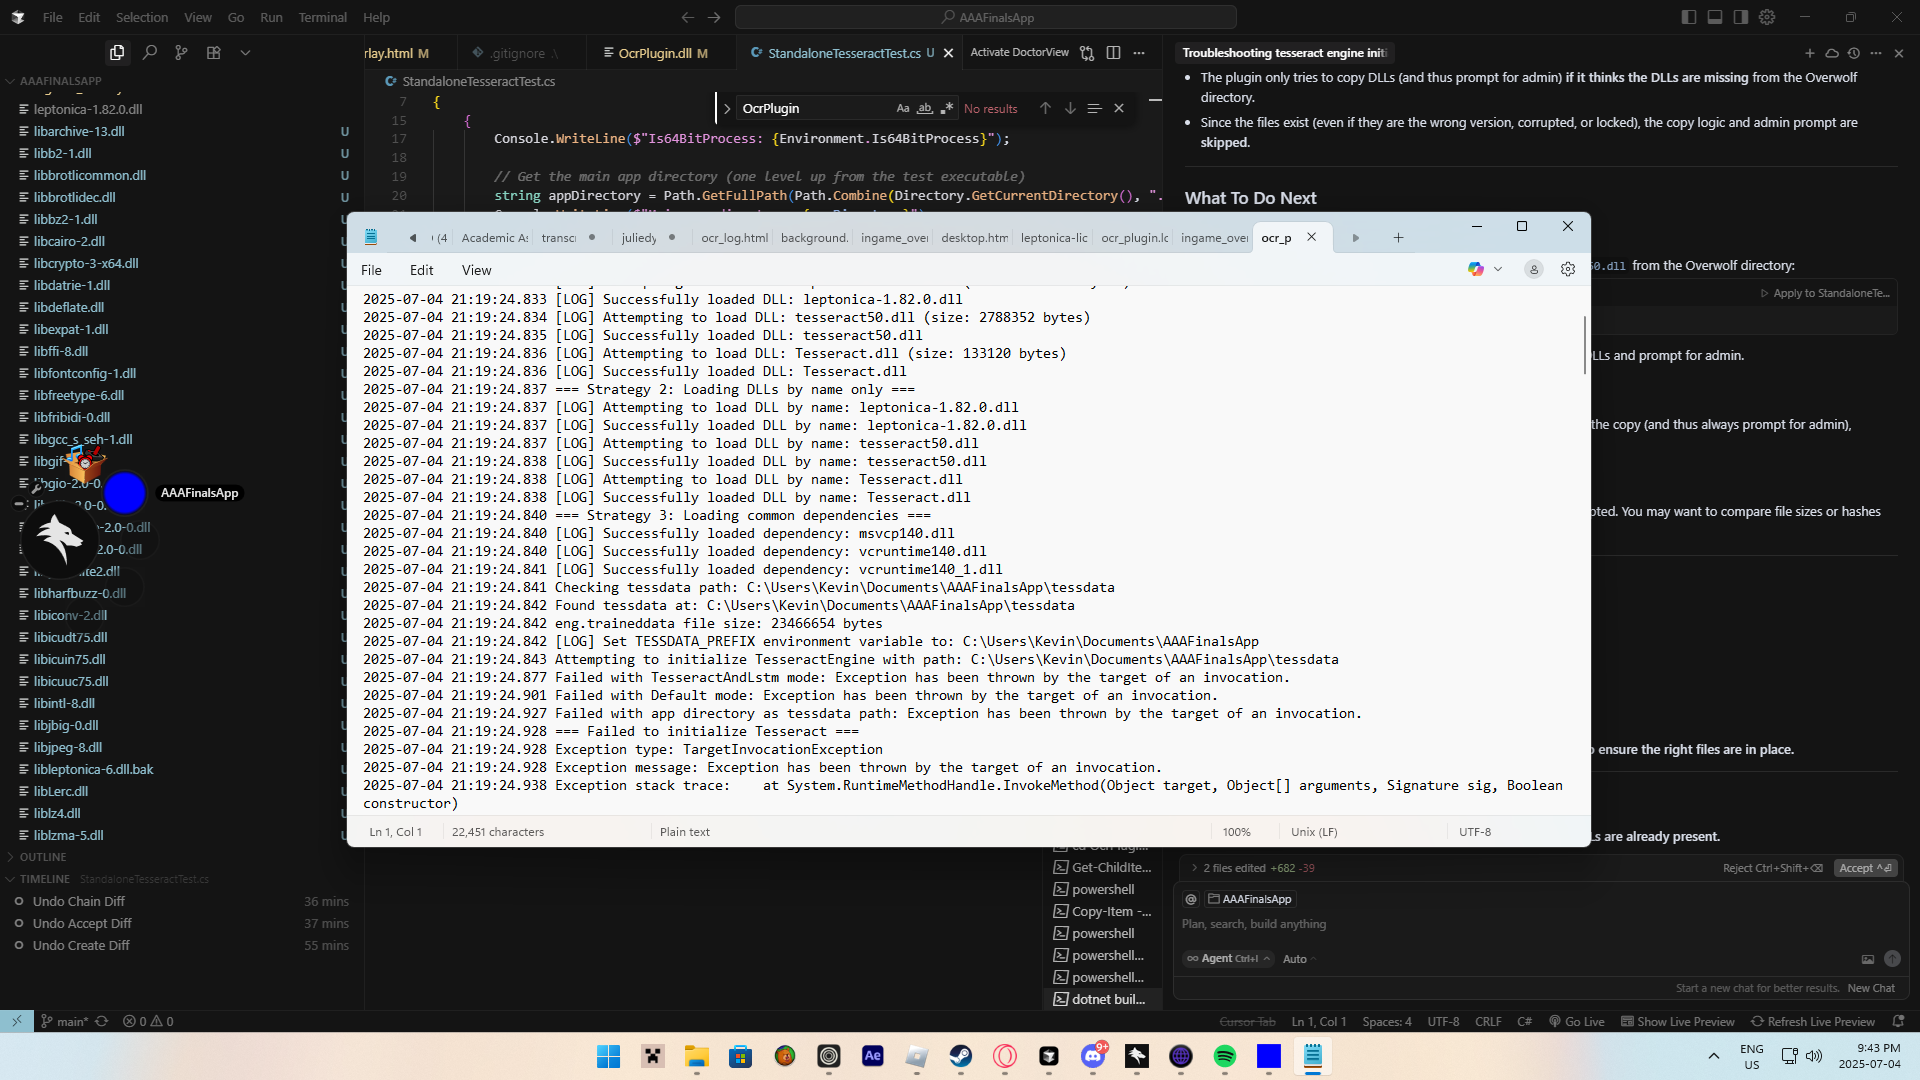 File Edit Selection View Go Run Terminal Help
AAAFinalsApp
AAAFINALSAPP
leptonica-1.82.0.dll
libarchive-13.dll U
libb2-1.dll U
libbrotlicommon.dll U
libbrotlidec.dll U
libbz2-1.dll U
libcairo-2.dll U
libcrypto-3-x64.dll U
libdatrie-1.dll U
libdeflate.dll U
libexpat-1.dll U
libffi-8.dll U
libfontconfig-1.dll U
libfreetype-6.dll U
libfribidi-0.dll U
libgcc_s_seh-1.dll U
libgif-
libgio-2.0-0.
2.0-0.
-2.0-0.dll
2.0-0.dll
ite2.dll
libharfbuzz-0.dll
libiconv-2.dll
libicudt75.dll
libicuin75.dll
libicuuc75.dll
libintl-8.dll
libjbig-0.dll
libjpeg-8.dll
libleptonica-6.dll.bak
libLerc.dll
liblz4.dll
liblzma-5.dll
AAAFinalsApp
OUTLINE
TIMELINE StandaloneTesseractTest.cs
Undo Chain Diff 36 mins
Undo Accept Diff 37 mins
Undo Create Diff 55 mins
rlay.html M .gitignore OcrPlugin.dll M StandaloneTesseractTest.cs U Activate DoctorView
StandaloneTesseractTest.cs
OcrPlugin Aa ab .* No results
7 {
15 {
17 Console.WriteLine($"Is64BitProcess: {Environment.Is64BitProcess}");
18
19 // Get the main app directory (one level up from the test executable)
20 string appDirectory = Path.GetFullPath(Path.Combine(Directory.GetCurrentDirectory(), "..
(4 Academic As transcr juliedy ocr_log.html background. ingame_over desktop.htm leptonica-lic ocr_plugin.lo ingame_over ocr_p
File Edit View
2025-07-04 21:19:24.833 [LOG] Successfully loaded DLL: leptonica-1.82.0.dll
2025-07-04 21:19:24.834 [LOG] Attempting to load DLL: tesseract50.dll (size: 2788352 bytes)
2025-07-04 21:19:24.835 [LOG] Successfully loaded DLL: tesseract50.dll
2025-07-04 21:19:24.836 [LOG] Attempting to load DLL: Tesseract.dll (size: 133120 bytes)
2025-07-04 21:19:24.836 [LOG] Successfully loaded DLL: Tesseract.dll
2025-07-04 21:19:24.837 === Strategy 2: Loading DLLs by name only ===
2025-07-04 21:19:24.837 [LOG] Attempting to load DLL by name: leptonica-1.82.0.dll
2025-07-04 21:19:24.837 [LOG] Successfully loaded DLL by name: leptonica-1.82.0.dll
2025-07-04 21:19:24.837 [LOG] Attempting to load DLL by name: tesseract50.dll
2025-07-04 21:19:24.838 [LOG] Successfully loaded DLL by name: tesseract50.dll
2025-07-04 21:19:24.838 [LOG] Attempting to load DLL by name: Tesseract.dll
2025-07-04 21:19:24.838 [LOG] Successfully loaded DLL by name: Tesseract.dll
2025-07-04 21:19:24.840 === Strategy 3: Loading common dependencies ===
2025-07-04 21:19:24.840 [LOG] Successfully loaded dependency: msvcp140.dll
2025-07-04 21:19:24.840 [LOG] Successfully loaded dependency: vcruntime140.dll
2025-07-04 21:19:24.841 [LOG] Successfully loaded dependency: vcruntime140_1.dll
2025-07-04 21:19:24.841 Checking tessdata path: C:\Users\Kevin\Documents\AAAFinalsApp\tessdata
2025-07-04 21:19:24.842 Found tessdata at: C:\Users\Kevin\Documents\AAAFinalsApp\tessdata
2025-07-04 21:19:24.842 eng.traineddata file size: 23466654 bytes
2025-07-04 21:19:24.842 [LOG] Set TESSDATA_PREFIX environment variable to: C:\Users\Kevin\Documents\AAAFinalsApp
2025-07-04 21:19:24.843 Attempting to initialize TesseractEngine with path: C:\Users\Kevin\Documents\AAAFinalsApp\tessdata
2025-07-04 21:19:24.877 Failed with TesseractAndLstm mode: Exception has been thrown by the target of an invocation.
2025-07-04 21:19:24.901 Failed with Default mode: Exception has been thrown by the target of an invocation.
2025-07-04 21:19:24.927 Failed with app directory as tessdata path: Exception has been thrown by the target of an invocation.
2025-07-04 21:19:24.928 === Failed to initialize Tesseract ===
2025-07-04 21:19:24.928 Exception type: TargetInvocationException
2025-07-04 21:19:24.928 Exception message: Exception has been thrown by the target of an invocation.
2025-07-04 21:19:24.938 Exception stack trace: at System.RuntimeMethodHandle.InvokeMethod(Object target, Object[] arguments, Signature sig, Boolean
constructor)
Ln 1, Col 1 22,451 characters Plain text 100% Unix (LF) UTF-8
Get-ChildIte...
powershell
Copy-Item -...
powershell
powershell...
powershell...
dotnet buil...
Troubleshooting tesseract engine initi
The plugin only tries to copy DLLs (and thus prompt for admin) if it thinks the DLLs are missing from the Overwolf
directory.
Since the files exist (even if they are the wrong version, corrupted, or locked), the copy logic and admin prompt are
skipped.
What To Do Next
50.dll from the Overwolf directory:
Apply to StandaloneTe...
LLs and prompt for admin.
the copy (and thus always prompt for admin),
pted. You may want to compare file sizes or hashes
o ensure the right files are in place.
Ls are already present.
2 files edited +682 -39 Reject Ctrl+Shift+⌫ Accept ^⏎
@ AAAFinalsApp
Plan, search, build anything
∞ Agent Ctrl+I Auto
Start a new chat for better results. New Chat
main* 0 0 Cursor Tab Ln 1, Col 1 Spaces: 4 UTF-8 CRLF C# Go Live Show Live Preview Refresh Live Preview
Ae 9+
ENG
US
9:43 PM
2025-07-04